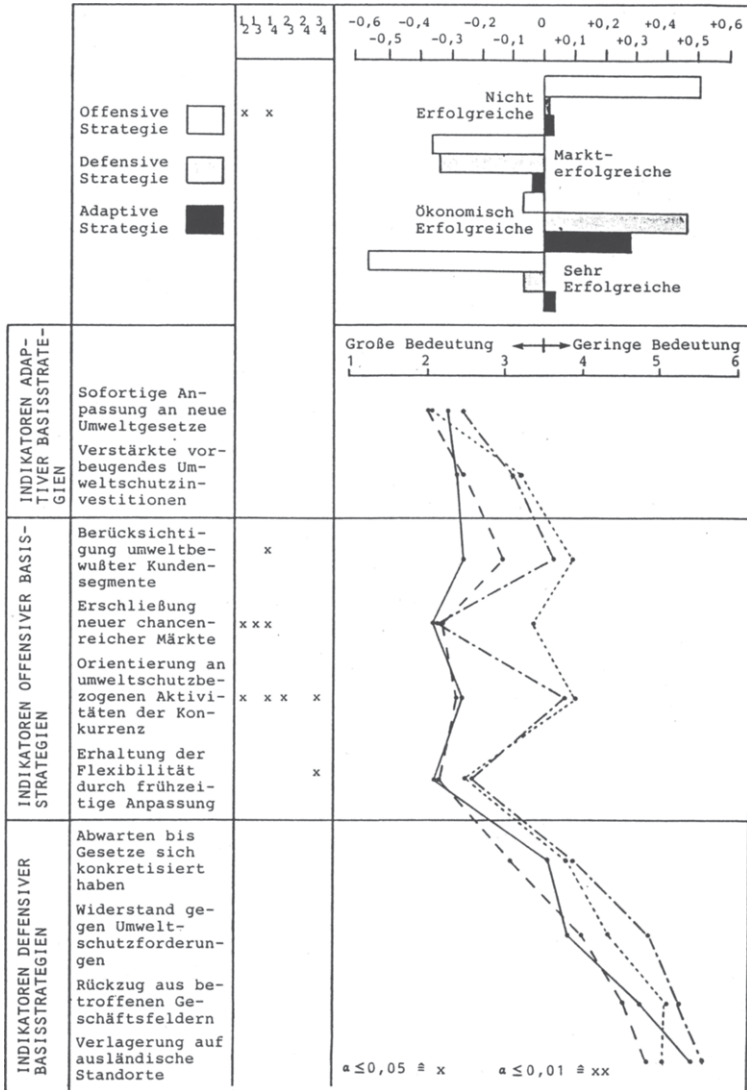 1 1 1 2 2 3
2 3 4 3 4 4
-0,6 -0,4 -0,2 0 +0,2 +0,4 +0,6
-0,5 -0,3 -0,1 +0,1 +0,3 +0,5
Offensive
Strategie
x x
Defensive
Strategie
Adaptive
Strategie
Nicht
Erfolgreiche
Markt-
erfolgreiche
Ökonomisch
Erfolgreiche
Sehr
Erfolgreiche
Große Bedeutung
Geringe Bedeutung
1 2 3 4 5 6
INDIKATOREN ADAP-
TIVER BASISSTRATE-
GIEN
Sofortige An-
passung an neue
Umweltgesetze
Verstärkte vor-
beugendes Um-
weltschutzin-
vestitionen
INDIKATOREN OFFENSIVER BASIS-
STRATEGIEN
Berücksichti-
gung umweltbe-
wußter Kunden-
segmente
x
Erschließung
neuer chancen-
reicher Märkte
x x x
Orientierung an
umweltschutzbe-
zogenen Aktivi-
täten der Kon-
kurrenz
x x x x
Erhaltung der
Flexibilität
durch frühzei-
tige Anpassung
x
INDIKATOREN DEFENSIVER
BASISSTRATEGIEN
Abwarten bis
Gesetze sich
konkretisiert
haben
Widerstand ge-
gen Umwelt-
schutzforderun-
gen
Rückzug aus be-
troffenen Ge-
schäftsfeldern
Verlagerung auf
ausländische
Standorte
α≤0,05 ≙ x α≤0,01 ≙ xx